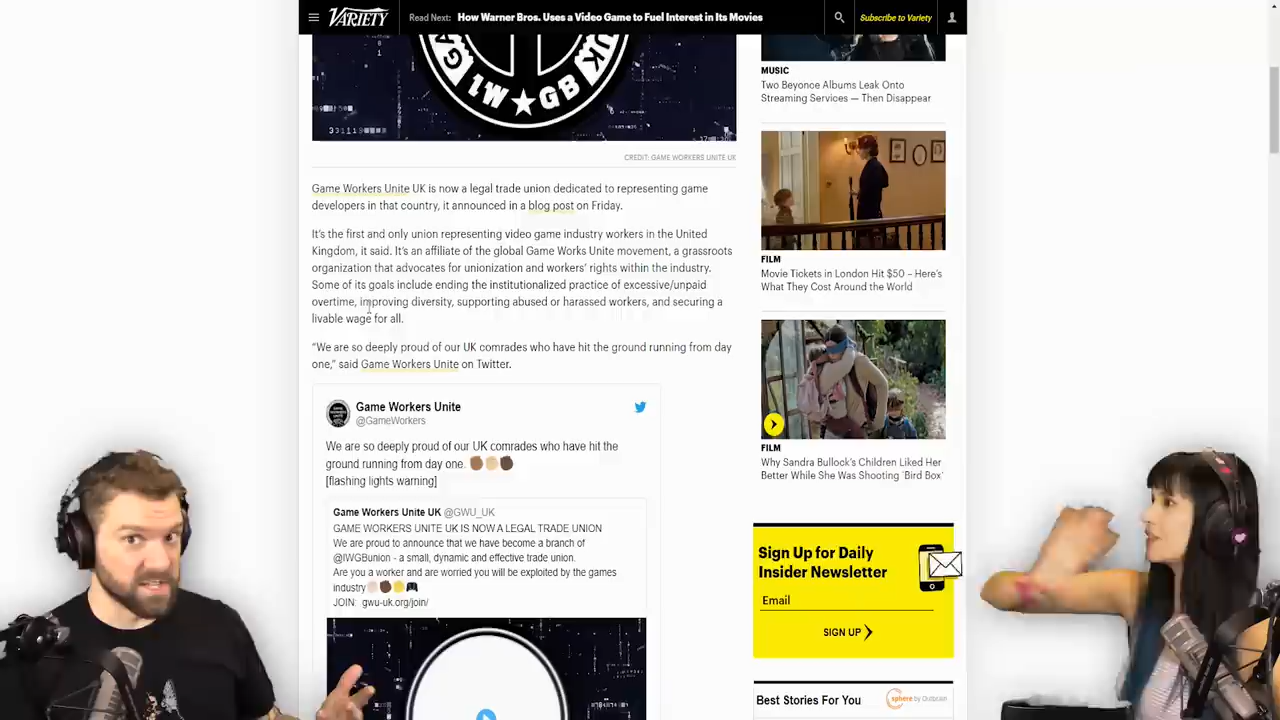 VARIETY
Read Next: How Warner Bros. Uses a Video Game to Fuel Interest in Its Movies
Subscribe to Variety
1W★GB
CREDIT: GAME WORKERS UNITE UK
Game Workers Unite UK is now a legal trade union dedicated to representing game
developers in that country, it announced in a blog post on Friday.
It's the first and only union representing video game industry workers in the United
Kingdom, it said. It's an affiliate of the global Game Works Unite movement, a grassroots
organization that advocates for unionization and workers' rights within the industry.
Some of its goals include ending the institutionalized practice of excessive/unpaid
overtime, improving diversity, supporting abused or harassed workers, and securing a
livable wage for all.
“We are so deeply proud of our UK comrades who have hit the ground running from day
one,” said Game Workers Unite on Twitter.
Game Workers Unite
@GameWorkers
We are so deeply proud of our UK comrades who have hit the
ground running from day one.
[flashing lights warning]
Game Workers Unite UK @GWU_UK
GAME WORKERS UNITE UK IS NOW A LEGAL TRADE UNION
We are proud to announce that we have become a branch of
@IWGBunion - a small, dynamic and effective trade union.
Are you a worker and are worried you will be exploited by the games
industry
JOIN: gwu-uk.org/join/
MUSIC
Two Beyonce Albums Leak Onto
Streaming Services — Then Disappear
FILM
Movie Tickets in London Hit $50 – Here's
What They Cost Around the World
FILM
Why Sandra Bullock's Children Liked Her
Better While She Was Shooting 'Bird Box'
Sign Up for Daily
Insider Newsletter
Email
SIGN UP
Best Stories For You
sphere by Outbrain